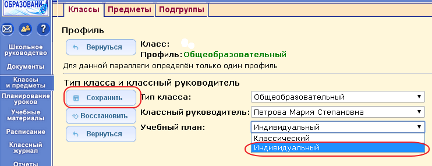 ОБРАЗОВАНИ
Классы Предметы Подгруппы
Профиль
Вернуться
Класс:
Профиль: Общеобразовательный
Для данной параллели определён только один профиль
Тип класса и классный руководитель
Сохранить
Тип класса:
Общеобразовательный
Восстановить
Классный руководитель:
Петрова Мария Степановна
Вернуться
Учебный план:
Индивидуальный
Классический
Индивидуальный
Школьное
руководство
Документы
Классы
и предметы
Планирование
уроков
Учебные
материалы
Расписание
Классный
журнал
Отчеты